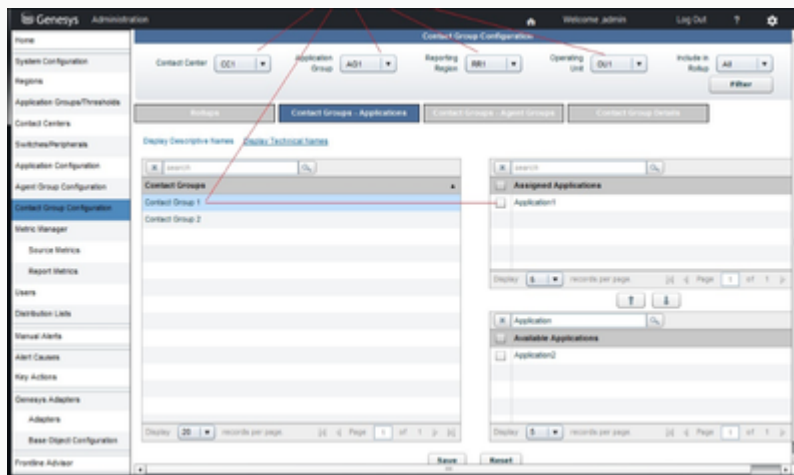 Genesys Administration Welcome ,admin Log Out ?
Home
System Configuration
Regions
Application Groups/Thresholds
Contact Centers
Switches/Peripherals
Application Configuration
Agent Group Configuration
Contact Group Configuration
Metric Manager
Source Metrics
Report Metrics
Users
Distribution Lists
Manual Alerts
Alert Causes
Key Actions
Genesys Adapters
Adapters
Base Object Configuration
Frontline Advisor
Contact Group Configuration
Contact Center CC1
Application Group AG1
Reporting Region RR1
Operating Unit OU1
Include in Rollup All
Filter
Rollups Contact Groups - Applications Contact Groups - Agent Groups Contact Group Details
Display Descriptive Names Display Technical Names
search
Contact Groups
Contact Group 1
Contact Group 2
Display 20 records per page Page 1 of 1
search
Assigned Applications
Application1
Display 5 records per page Page 1 of 1
Application
Available Applications
Application2
Display 5 records per page Page 1 of 1
Save Reset